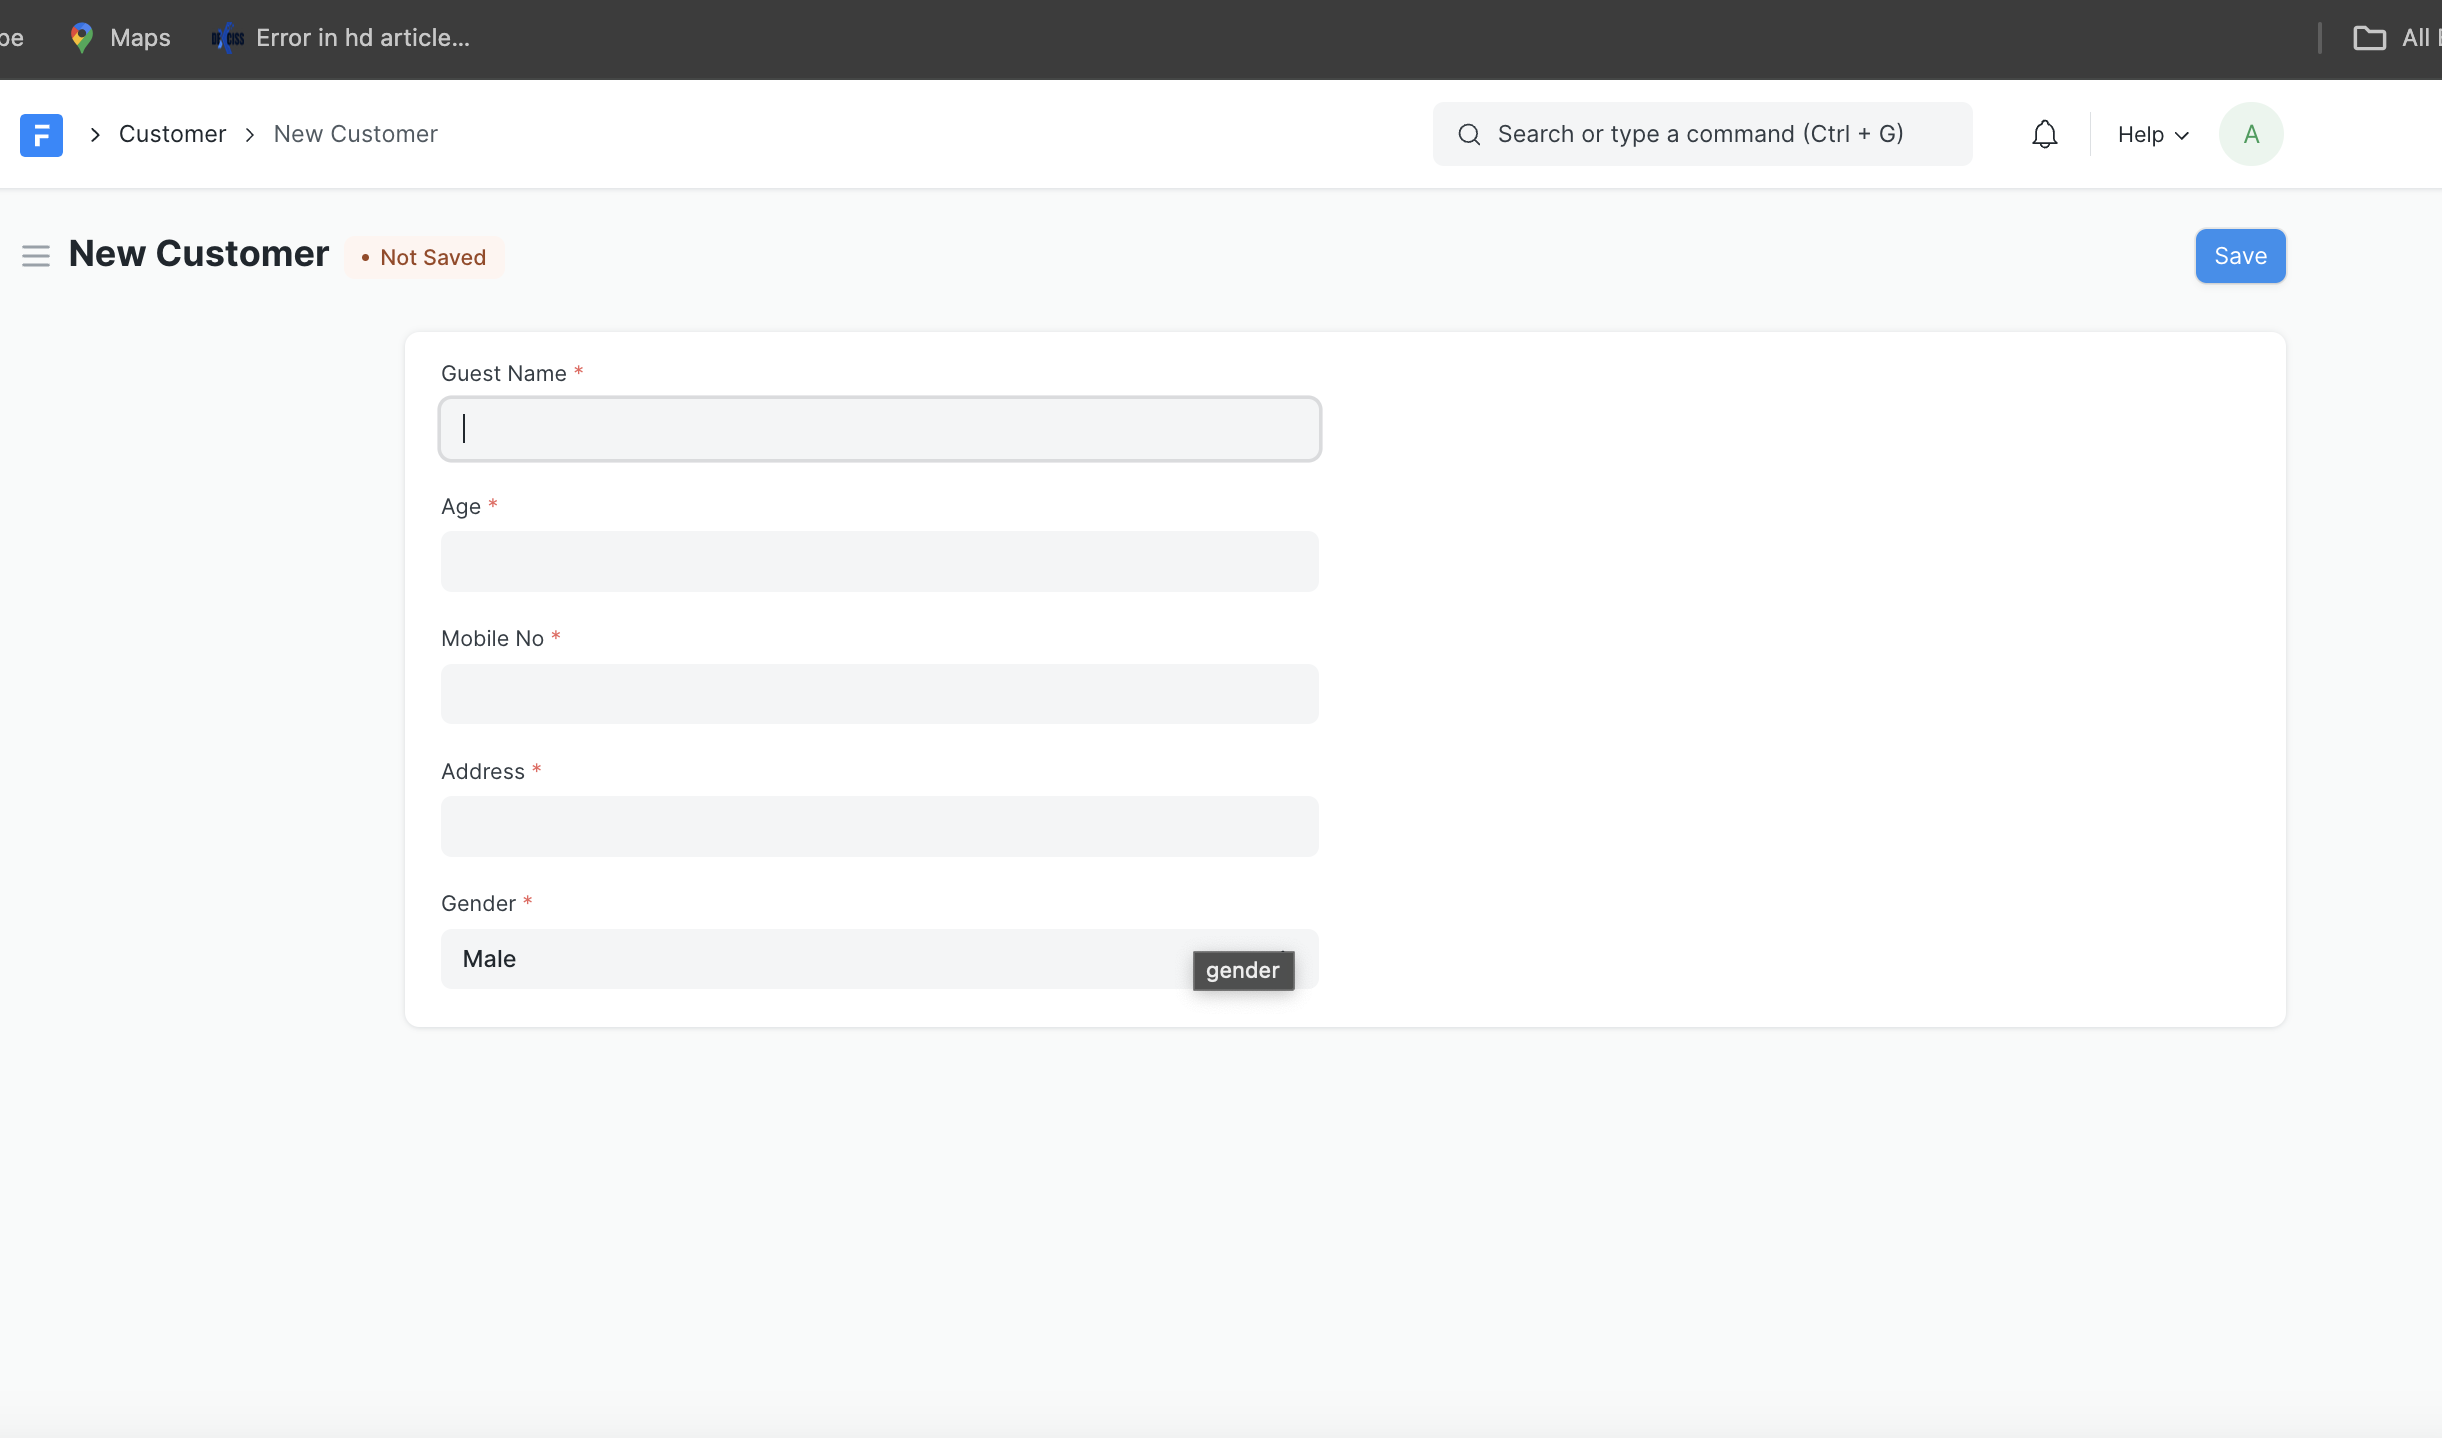 Maps
Error in hd article...
All
Customer > New Customer
Search or type a command (Ctrl + G)
Help
A
New Customer
• Not Saved
Save
Guest Name *
Age *
Mobile No *
Address *
Gender *
Male
gender